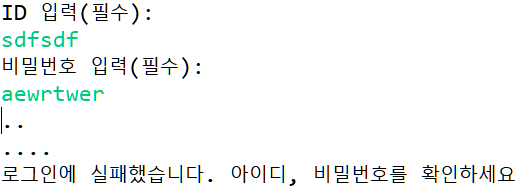 ID 입력(필수):
sdfsdf
비밀번호 입력(필수):
aewrtwer
..
....
로그인에 실패했습니다. 아이디, 비밀번호를 확인하세요